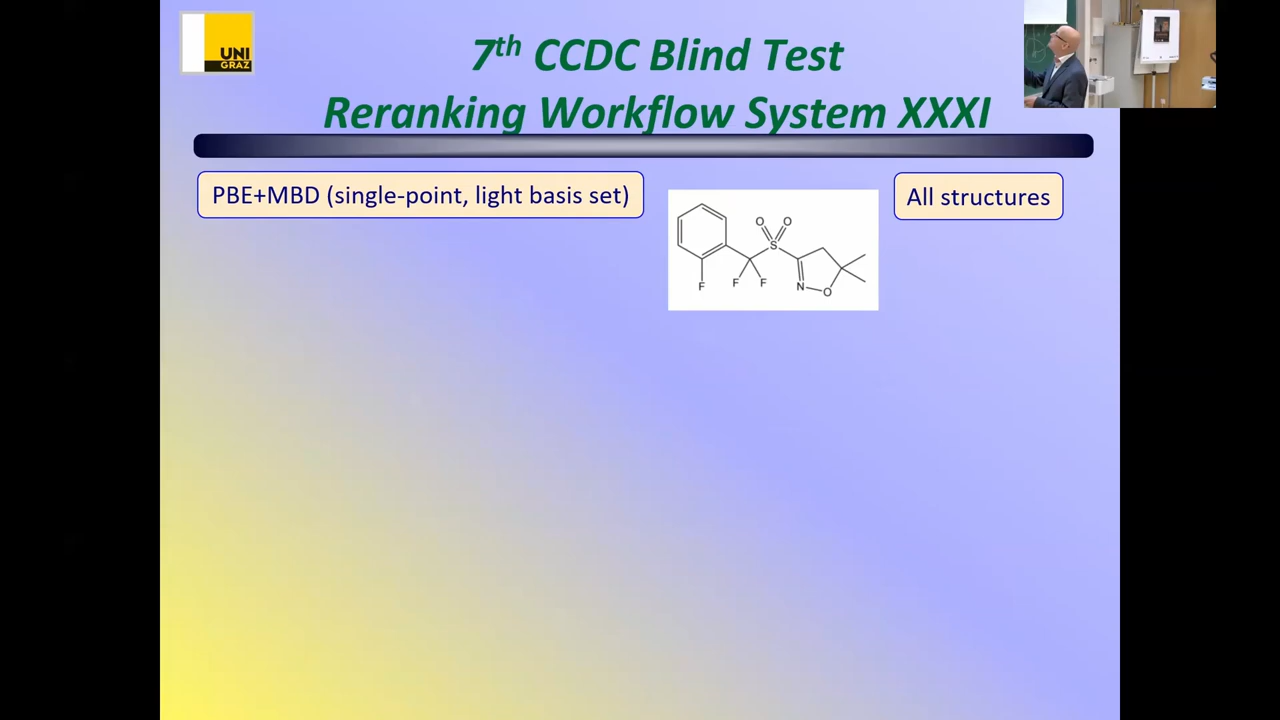 UNI
GRAZ
7th CCDC Blind Test
Reranking Workflow System XXXI
PBE+MBD (single-point, light basis set)
All structures
O O
S
F F F
N O